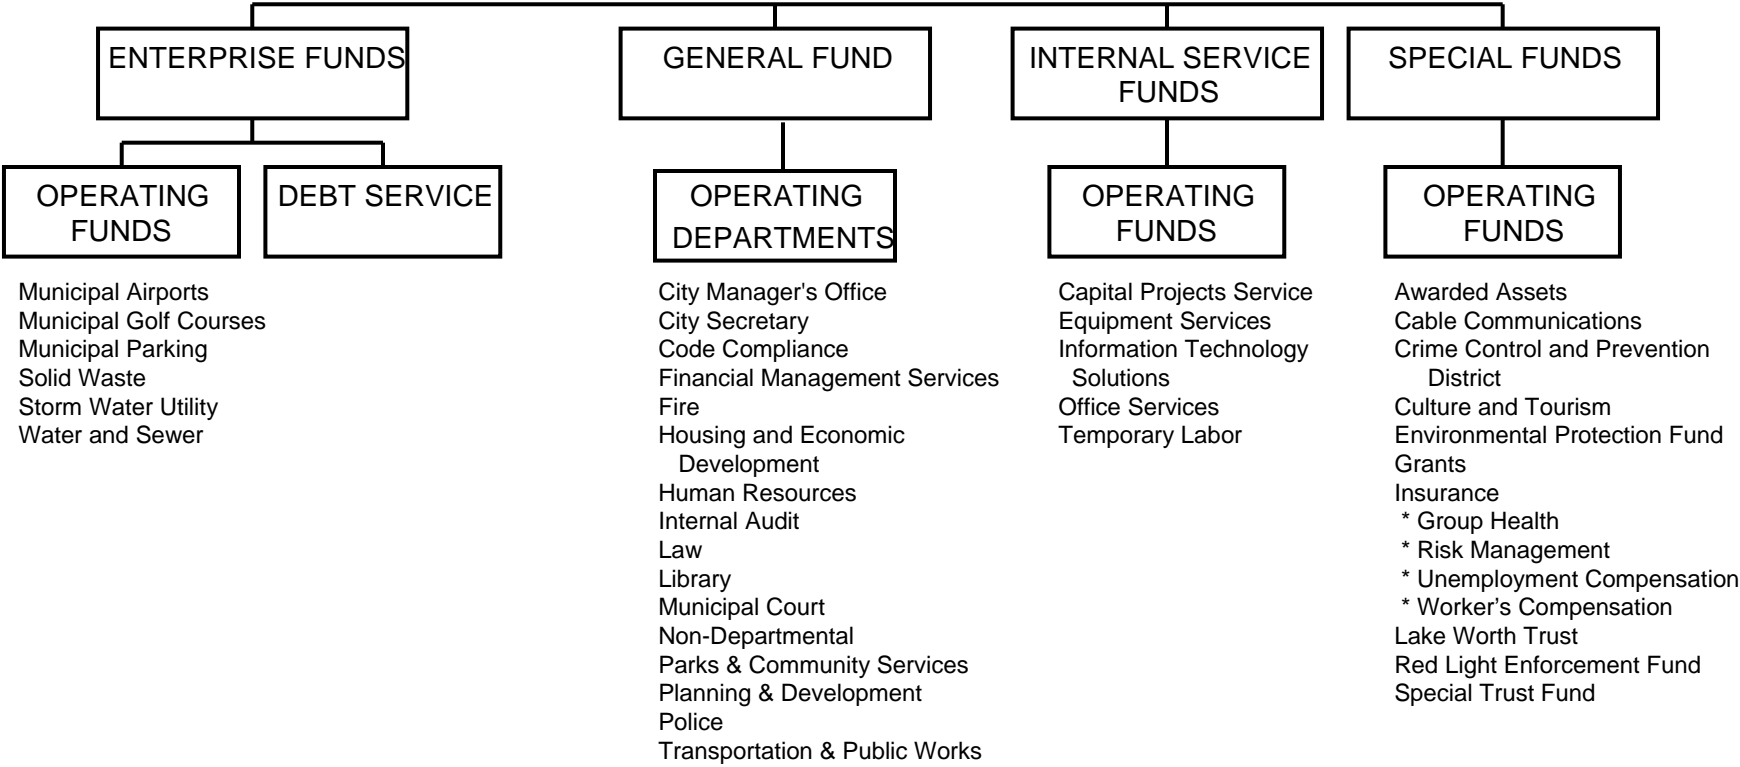 ENTERPRISE FUNDS
GENERAL FUND
INTERNAL SERVICE
FUNDS
SPECIAL FUNDS
OPERATING
FUNDS
DEBT SERVICE
OPERATING
DEPARTMENTS
OPERATING
FUNDS
OPERATING
FUNDS
Municipal Airports
Municipal Golf Courses
Municipal Parking
Solid Waste
Storm Water Utility
Water and Sewer
City Manager's Office
City Secretary
Code Compliance
Financial Management Services
Fire
Housing and Economic
Development
Human Resources
Internal Audit
Law
Library
Municipal Court
Non-Departmental
Parks & Community Services
Planning & Development
Police
Transportation & Public Works
Capital Projects Service
Equipment Services
Information Technology
Solutions
Office Services
Temporary Labor
Awarded Assets
Cable Communications
Crime Control and Prevention
District
Culture and Tourism
Environmental Protection Fund
Grants
Insurance
* Group Health
* Risk Management
* Unemployment Compensation
* Worker’s Compensation
Lake Worth Trust
Red Light Enforcement Fund
Special Trust Fund